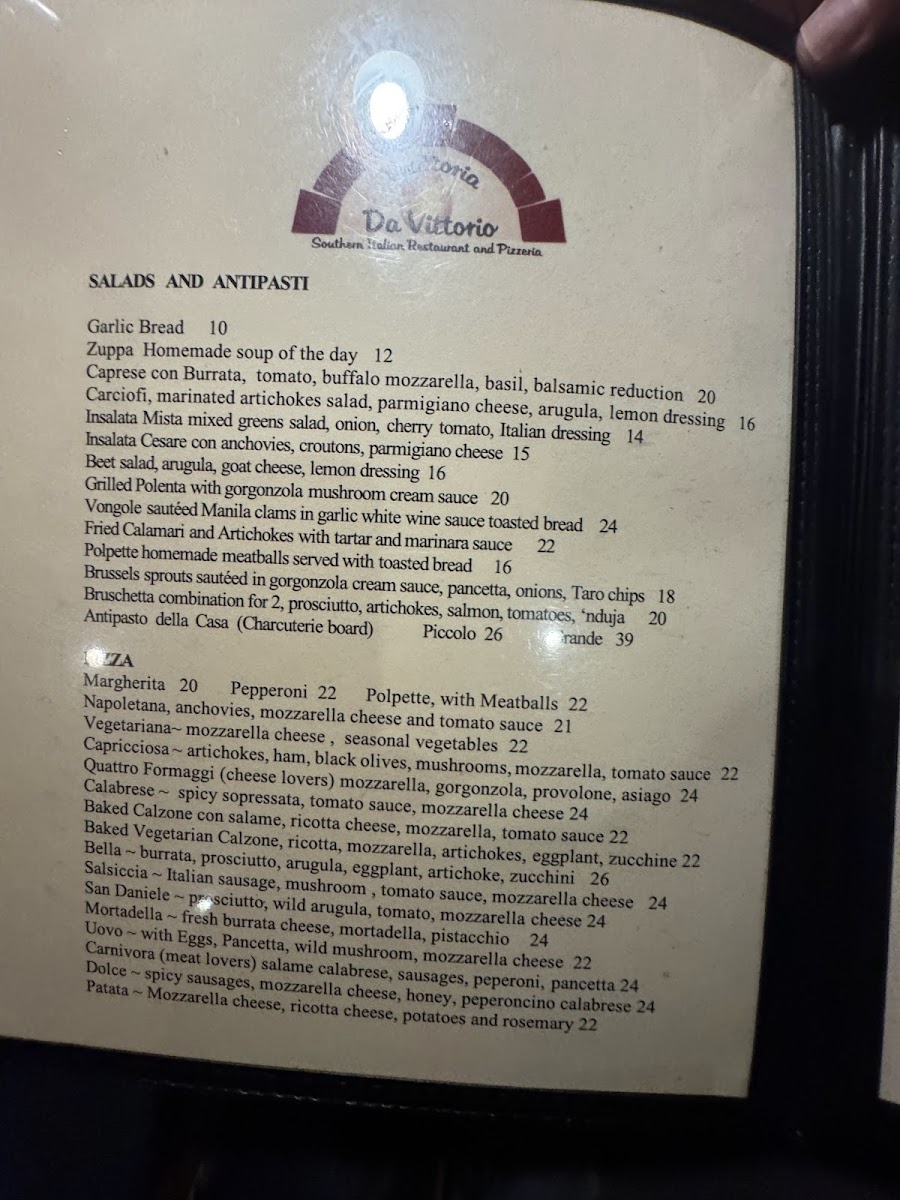 Da Vittorio
Southern Italian Restaurant and Pizzeria
SALADS AND ANTIPASTI
Garlic Bread 10
Zuppa Homemade soup of the day 12
Caprese con Burrata, tomato, buffalo mozzarella, basil, balsamic reduction 20
Carciofi, marinated artichokes salad, parmigiano cheese, arugula, lemon dressing 16
Insalata Mista mixed greens salad, onion, cherry tomato, Italian dressing 14
Insalata Cesare con anchovies, croutons, parmigiano cheese 15
Beet salad, arugula, goat cheese, lemon dressing 16
Grilled Polenta with gorgonzola mushroom cream sauce 20
Vongole sautéed Manila clams in garlic white wine sauce toasted bread 24
Fried Calamari and Artichokes with tartar and marinara sauce 22
Polpette homemade meatballs served with toasted bread 16
Brussels sprouts sautéed in gorgonzola cream sauce, pancetta, onions, Taro chips 18
Bruschetta combination for 2, prosciutto, artichokes, salmon, tomatoes, ‘nduja 20
Antipasto della Casa (Charcuterie board) Piccolo 26 Grande 39
PIZZA
Margherita 20 Pepperoni 22 Polpette, with Meatballs 22
Napoletana, anchovies, mozzarella cheese and tomato sauce 21
Vegetariana~ mozzarella cheese , seasonal vegetables 22
Capricciosa ~ artichokes, ham, black olives, mushrooms, mozzarella, tomato sauce 22
Quattro Formaggi (cheese lovers) mozzarella, gorgonzola, provolone, asiago 24
Calabrese ~ spicy sopressata, tomato sauce, mozzarella cheese 24
Baked Calzone con salame, ricotta cheese, mozzarella, tomato sauce 22
Baked Vegetarian Calzone, ricotta, mozzarella, artichokes, eggplant, zucchine 22
Bella ~ burrata, prosciutto, arugula, eggplant, artichoke, zucchini 26
Salsiccia ~ Italian sausage, mushroom , tomato sauce, mozzarella cheese 24
San Daniele ~ prosciutto, wild arugula, tomato, mozzarella cheese 24
Mortadella ~ fresh burrata cheese, mortadella, pistacchio 24
Uovo ~ with Eggs, Pancetta, wild mushroom, mozzarella cheese 22
Carnivora (meat lovers) salame calabrese, sausages, peperoni, pancetta 24
Dolce ~ spicy sausages, mozzarella cheese, honey, peperoncino calabrese 24
Patata ~ Mozzarella cheese, ricotta cheese, potatoes and rosemary 22